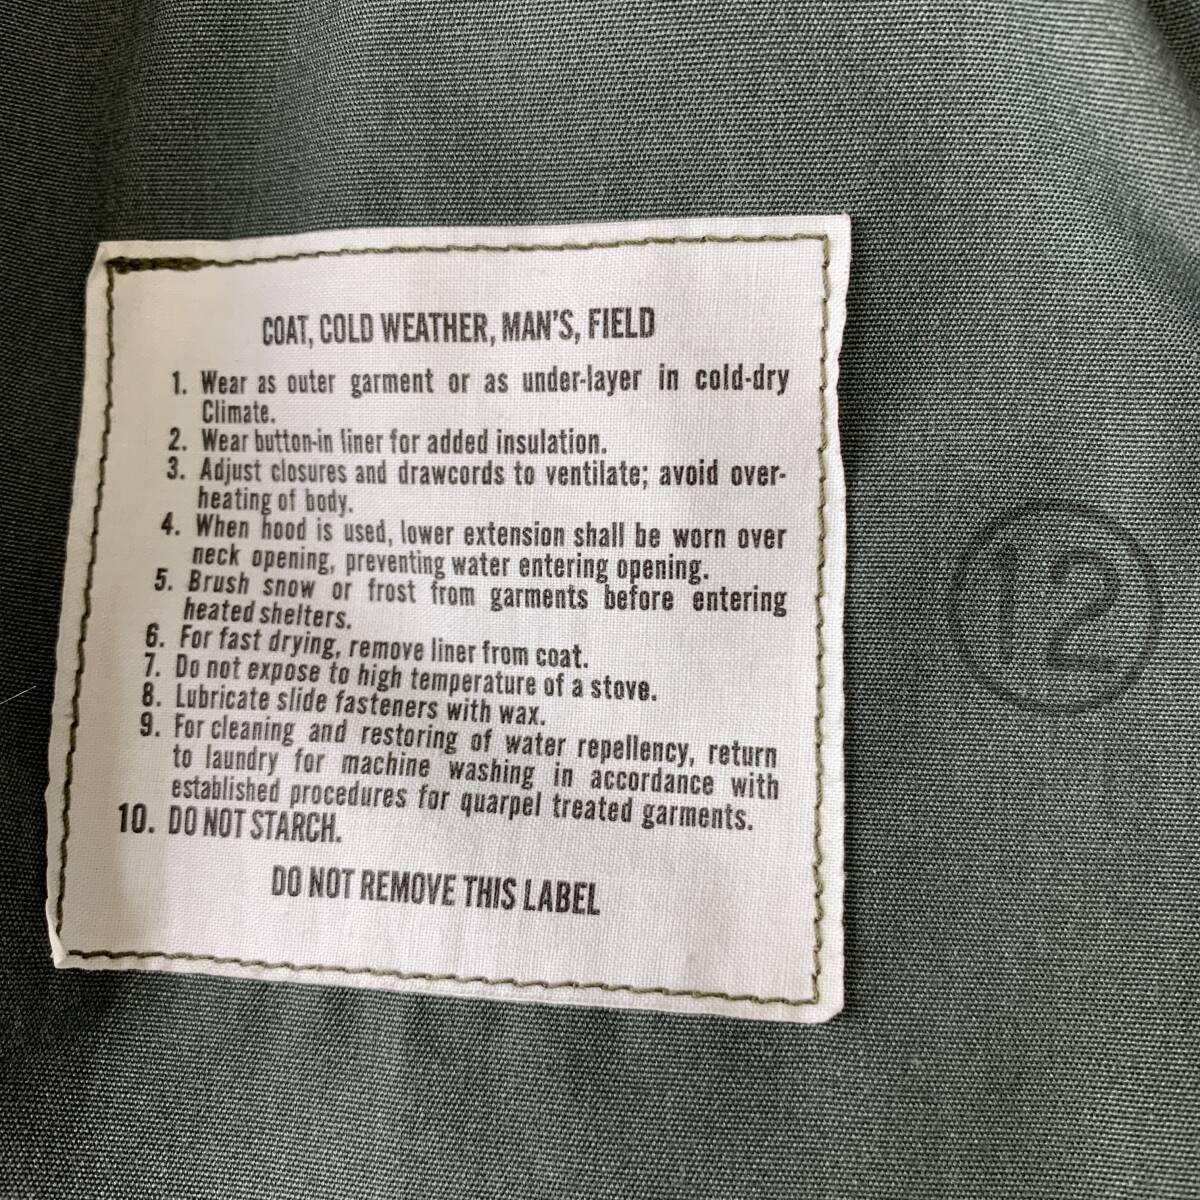 COAT, COLD WEATHER, MAN'S, FIELD
1. Wear as outer garment or as under-layer in cold-dry
Climate.
2. Wear button-in liner for added insulation.
3. Adjust closures and drawcords to ventilate; avoid over-
heating of body.
4. When hood is used, lower extension shall be worn over
neck opening, preventing water entering opening.
5. Brush snow or frost from garments before entering
heated shelters.
6. For fast drying, remove liner from coat.
7. Do not expose to high temperature of a stove.
8. Lubricate slide fasteners with wax.
9. For cleaning and restoring of water repellency, return
to laundry for machine washing in accordance with
established procedures for quarpel treated garments.
10. DO NOT STARCH.
DO NOT REMOVE THIS LABEL
12